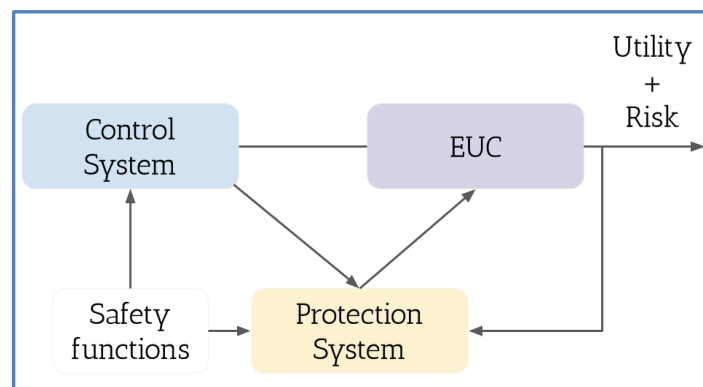 Utility
+
Risk
Control
System
EUC
Safety
functions
Protection
System